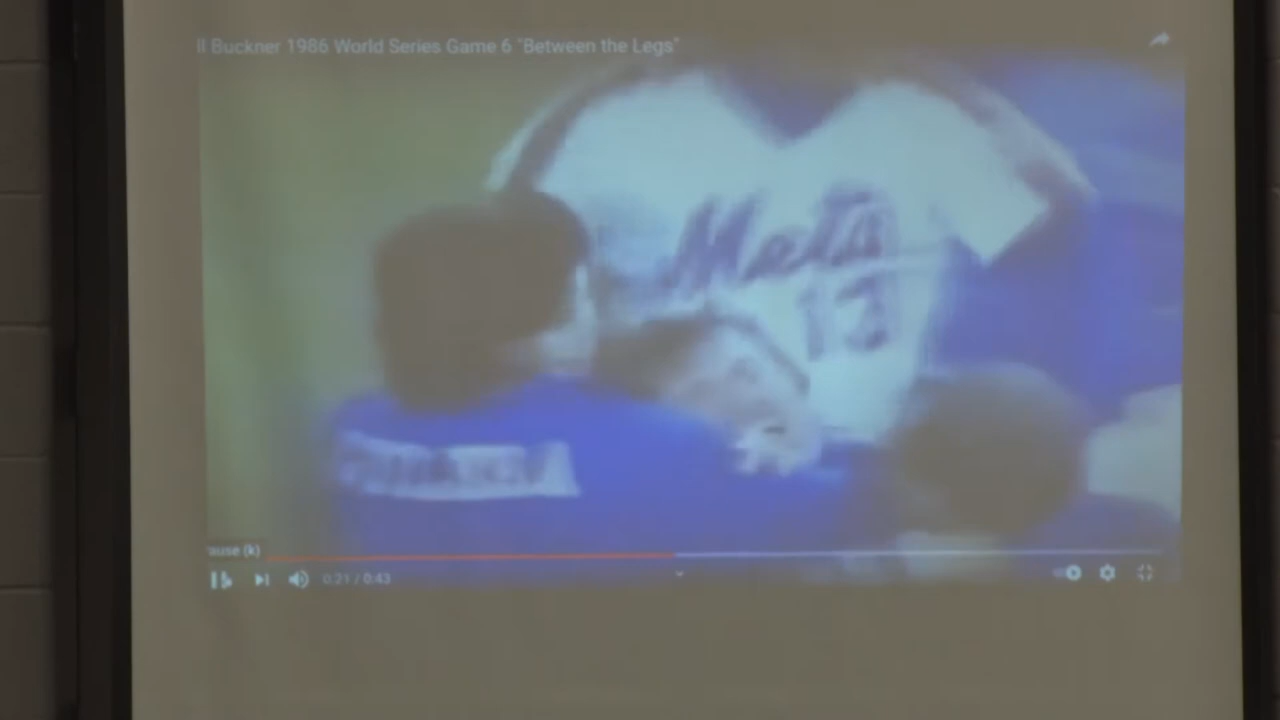 ll Buckner 1986 World Series Game 6 "Between the Legs"
Mets
13
ause (k)
0:21 / 0:43